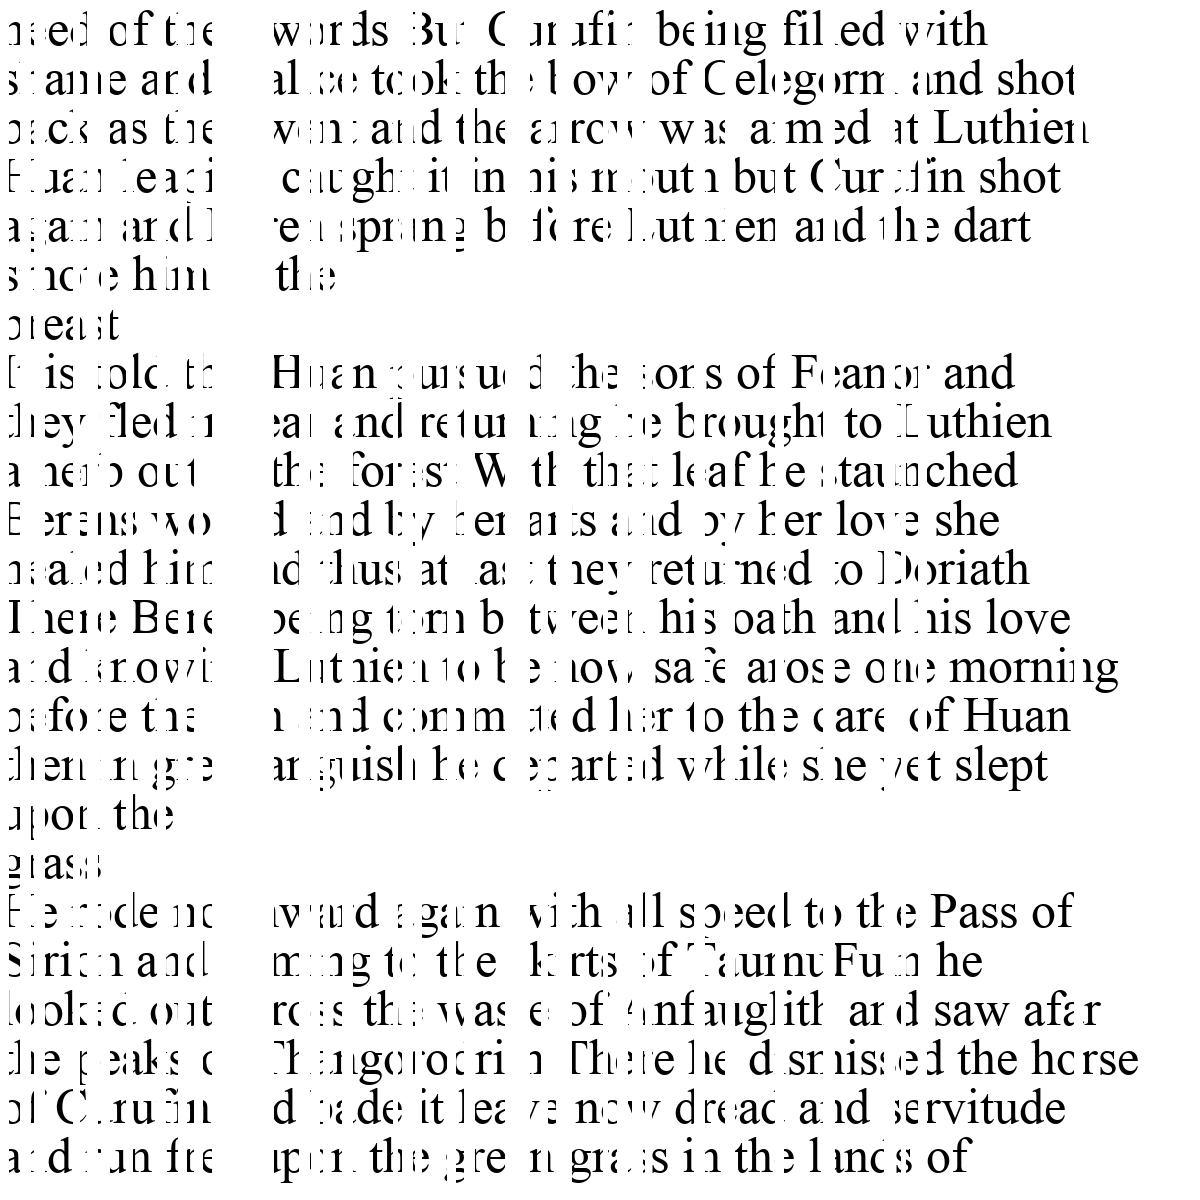 heed of their words But Curufin being filled with
shame and malice took the bow of Celegorm and shot
back as they went and the arrow was aimed at Luthien
Huan leaping caught it in his mouth but Curufin shot
again and Beren sprang before Luthien and the dart
smote him in the
breast
It is told that Huan pursued the sons of Feanor and
they fled in fear and returning he brought to Luthien
a herb out of the forest With that leaf he staunched
Berens wound and by her arts and by her love she
healed him and thus at last they returned to Doriath
There Beren being torn between his oath and his love
and knowing Luthien to be now safe arose one morning
before the sun and committed her to the care of Huan
then in great anguish he departed while she yet slept
upon the
grass
He rode northward again with all speed to the Pass of
Sirion and coming to the skirts of TaurnuFuin he
looked out across the waste of Anfauglith and saw afar
the peaks of Thangorodrim There he dismissed the horse
of Curufin and bade it leave now dread and servitude
and run free upon the green grass in the lands of